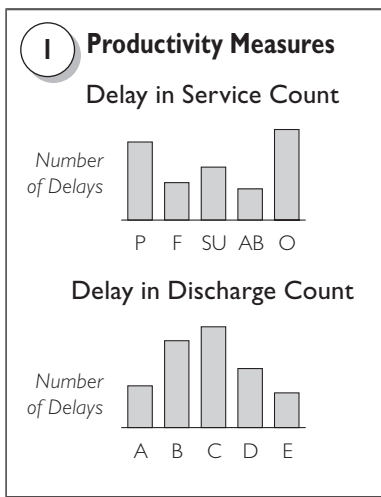 1 Productivity Measures
Delay in Service Count
Number
of Delays
P F SU AB O
Delay in Discharge Count
Number
of Delays
A B C D E